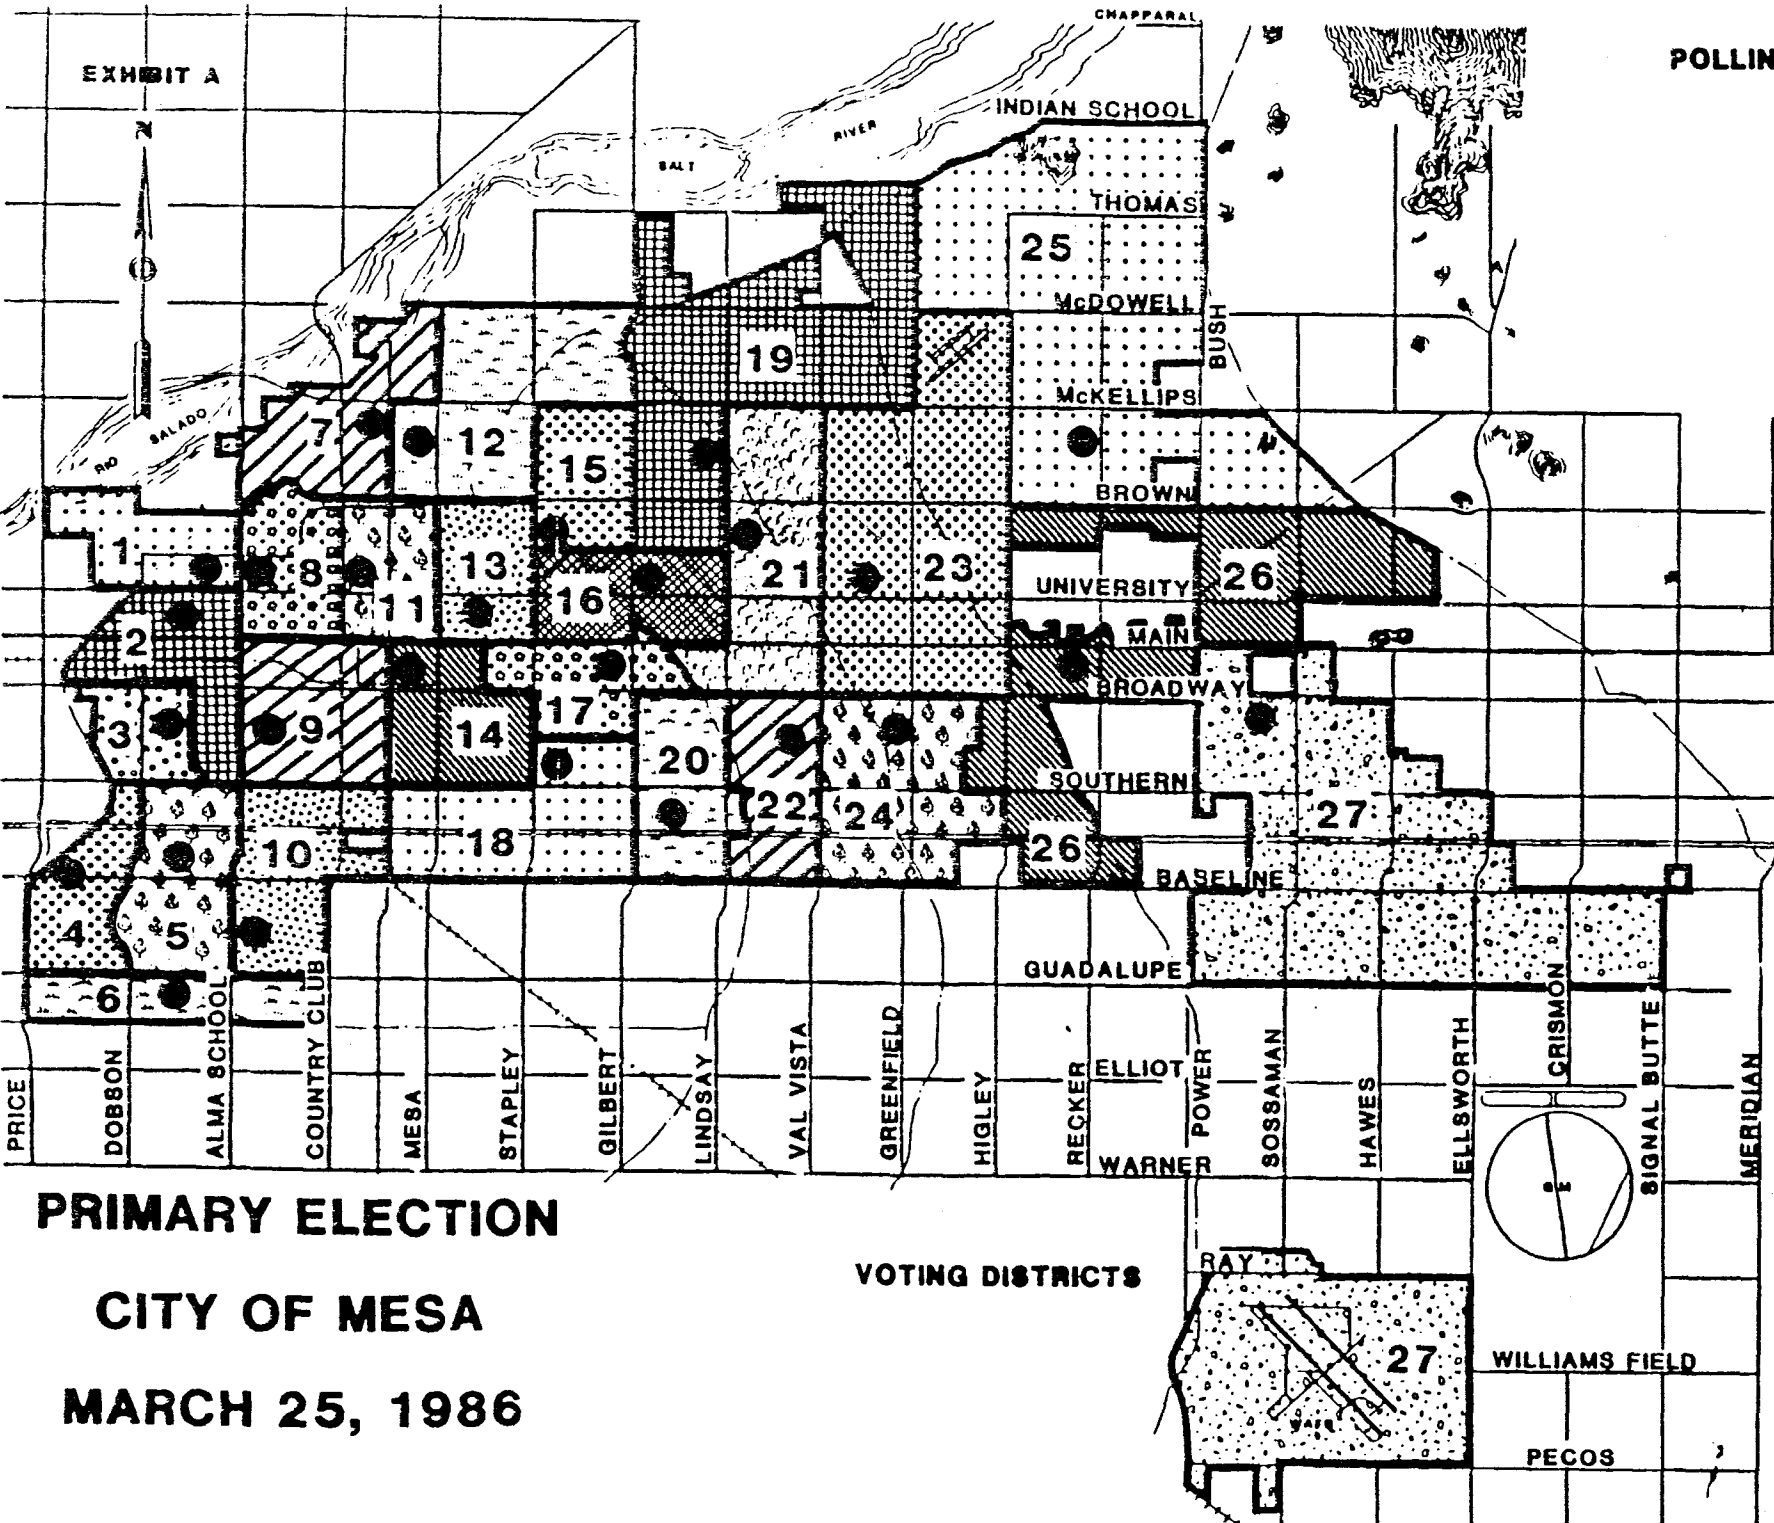 CHAPPARAL
POLLIN
EXHIBIT A
INDIAN SCHOOL
N
RIVER
SALT
THOMAS
25
McDOWELL
BUSH
19
McKELLIPS
SALADO
RIO
7
12
15
BROWN
1
8
11
13
16
21
23
UNIVERSITY
26
2
MAIN
BROADWAY
3
9
14
17
20
SOUTHERN
22
24
27
10
18
26
BASELINE
4
5
GUADALUPE
6
PRICE
DOBSON
ALMA SCHOOL
COUNTRY CLUB
MESA
STAPLEY
GILBERT
LINDSAY
VAL VISTA
GREENFIELD
HIGLEY
RECKER
ELLIOT
POWER
SOSSAMAN
HAWES
ELLSWORTH
CRISMON
SIGNAL BUTTE
MERIDIAN
WARNER
PRIMARY ELECTION
CITY OF MESA
MARCH 25, 1986
VOTING DISTRICTS
RAY
27
WILLIAMS FIELD
WAFB
PECOS